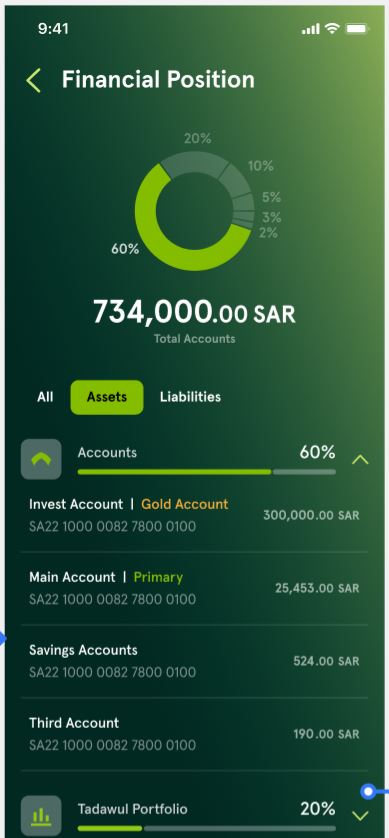 9:41
Financial Position
20%
10%
5%
3%
2%
60%
734,000.00 SAR
Total Accounts
All Assets Liabilities
Accounts 60%
Invest Account | Gold Account
300,000.00 SAR
SA22 1000 0082 7800 0100
Main Account | Primary
25,453.00 SAR
SA22 1000 0082 7800 0100
Savings Accounts
524.00 SAR
SA22 1000 0082 7800 0100
Third Account
190.00 SAR
SA22 1000 0082 7800 0100
Tadawul Portfolio 20%